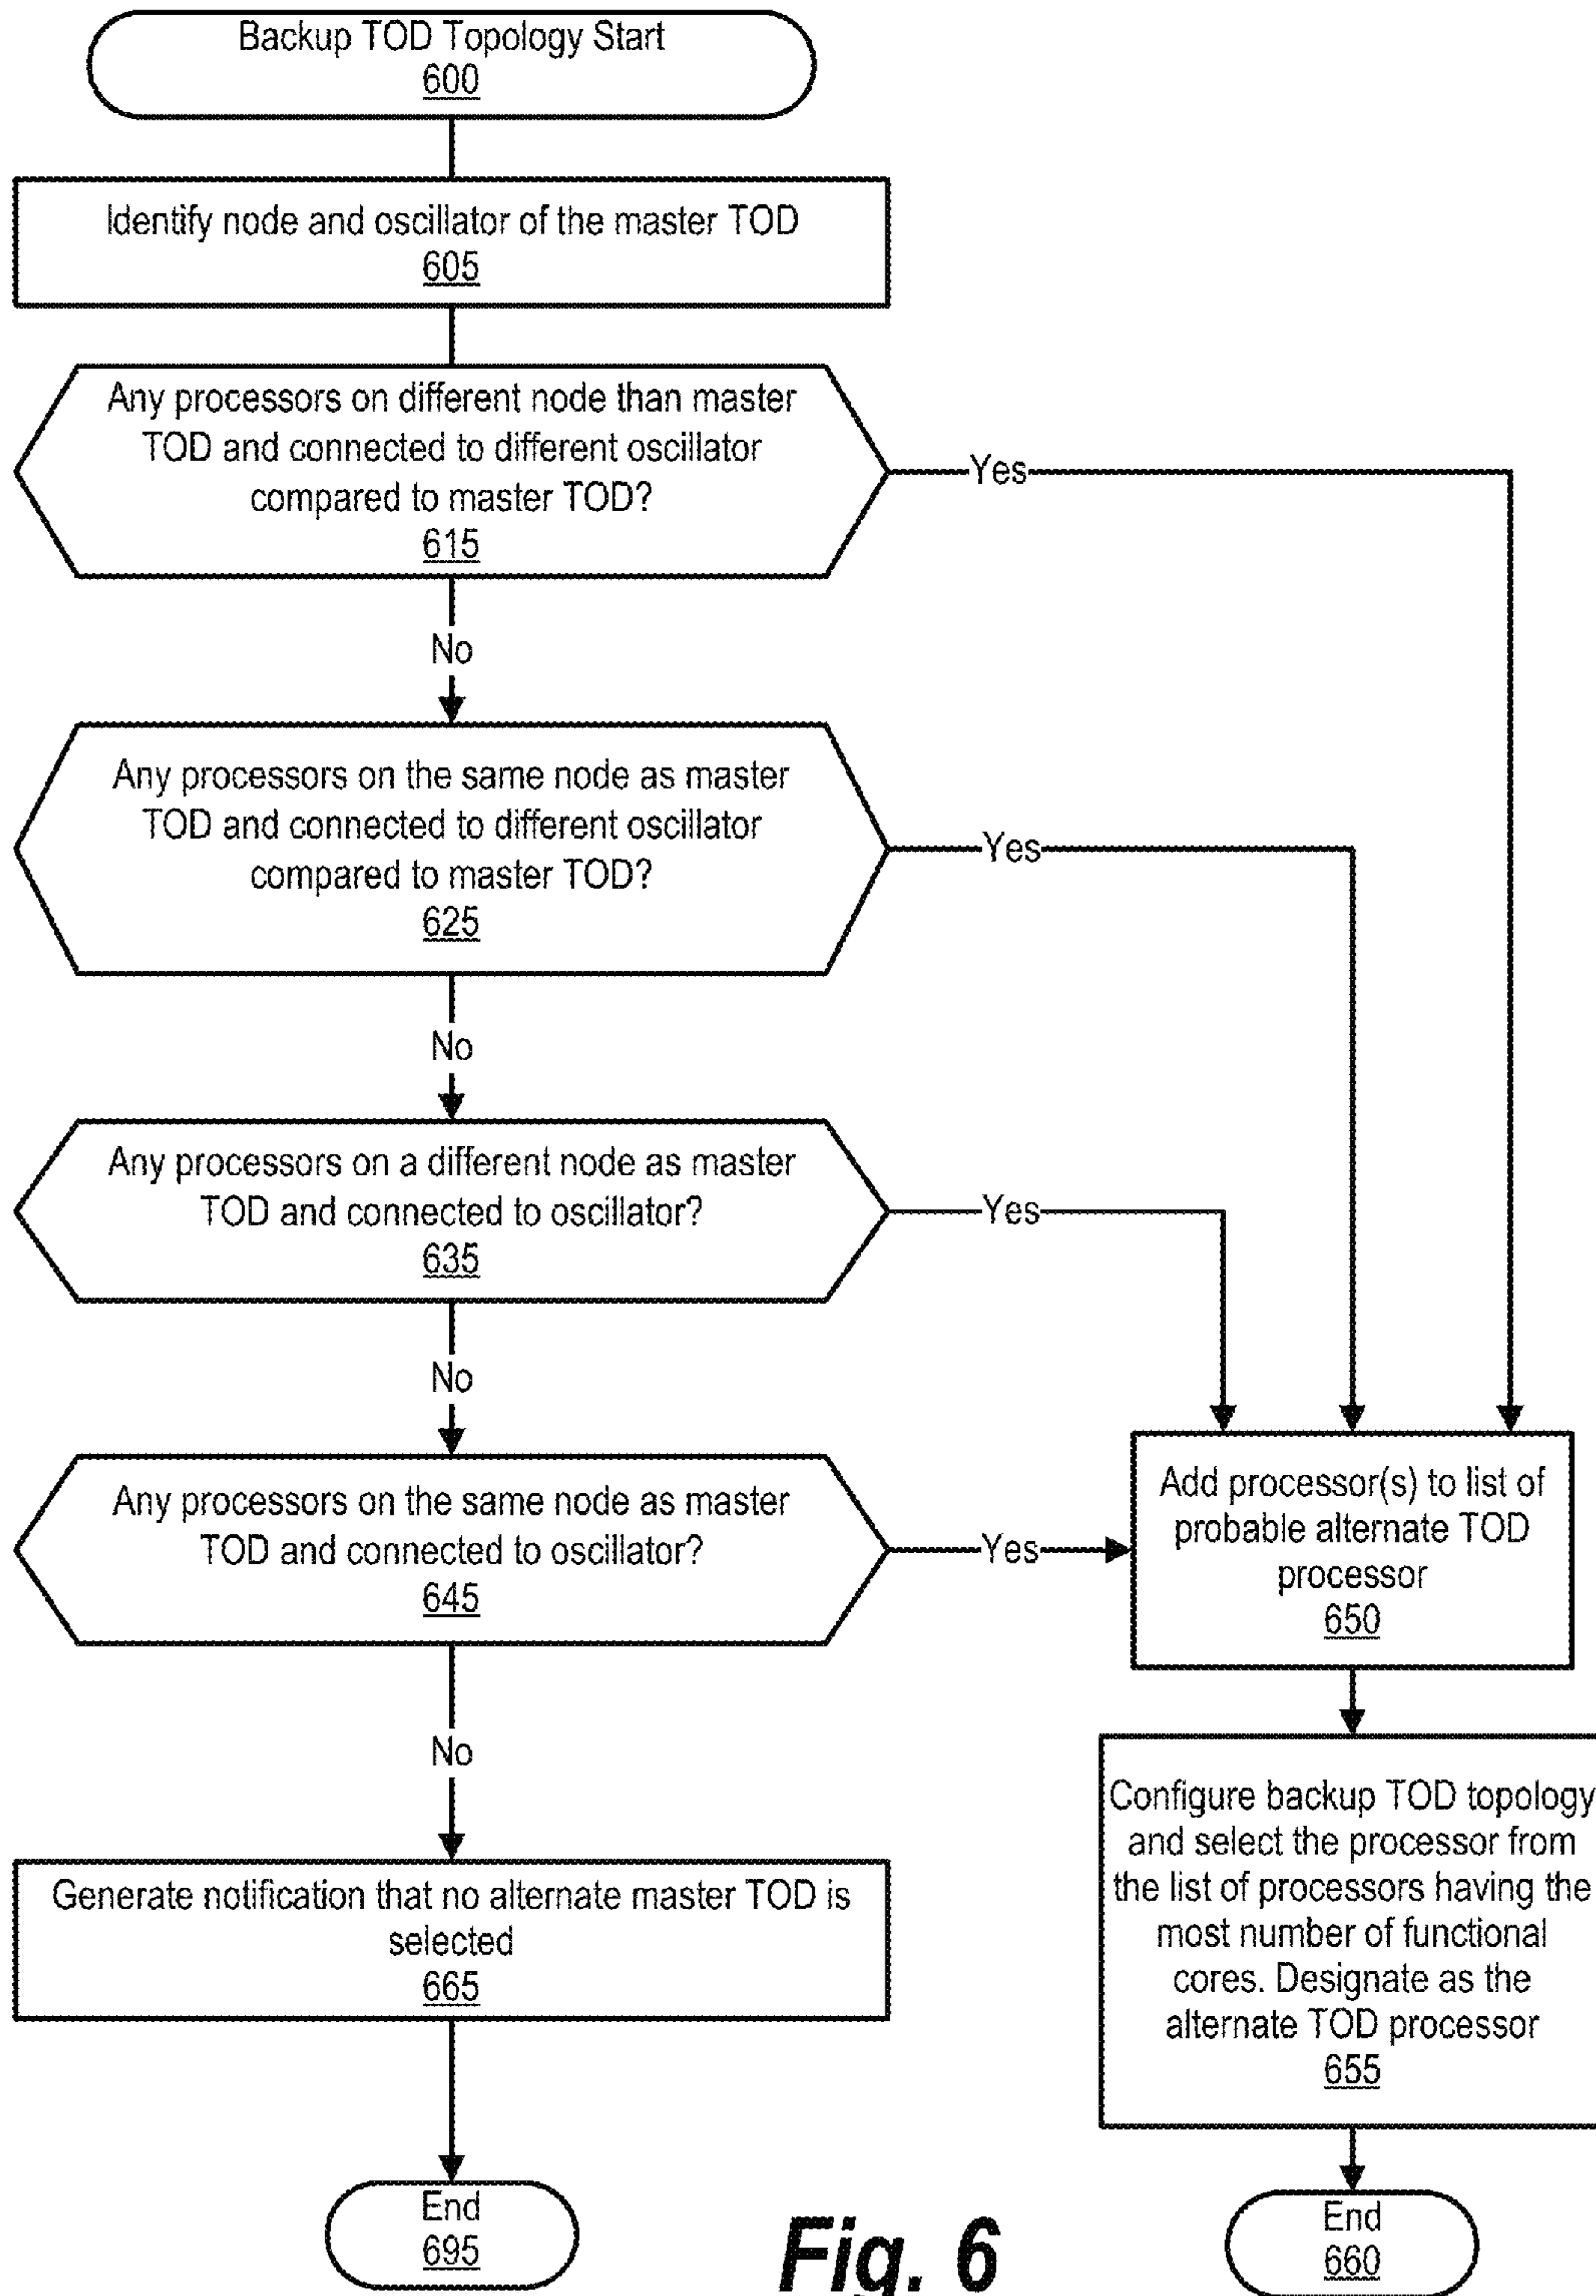 Backup TOD Topology Start
600
Identify node and oscillator of the master TOD
605
Any processors on different node than master
TOD and connected to different oscillator
compared to master TOD?
615
Yes
No
Any processors on the same node as master
TOD and connected to different oscillator
compared to master TOD?
625
Yes
No
Any processors on a different node as master
TOD and connected to oscillator?
635
Yes
No
Any processors on the same node as master
TOD and connected to oscillator?
645
Yes
Add processor(s) to list of
probable alternate TOD
processor
650
No
Configure backup TOD topology
and select the processor from
the list of processors having the
most number of functional
cores. Designate as the
alternate TOD processor
655
Generate notification that no alternate master TOD is
selected
665
End
695
End
660
Fig. 6